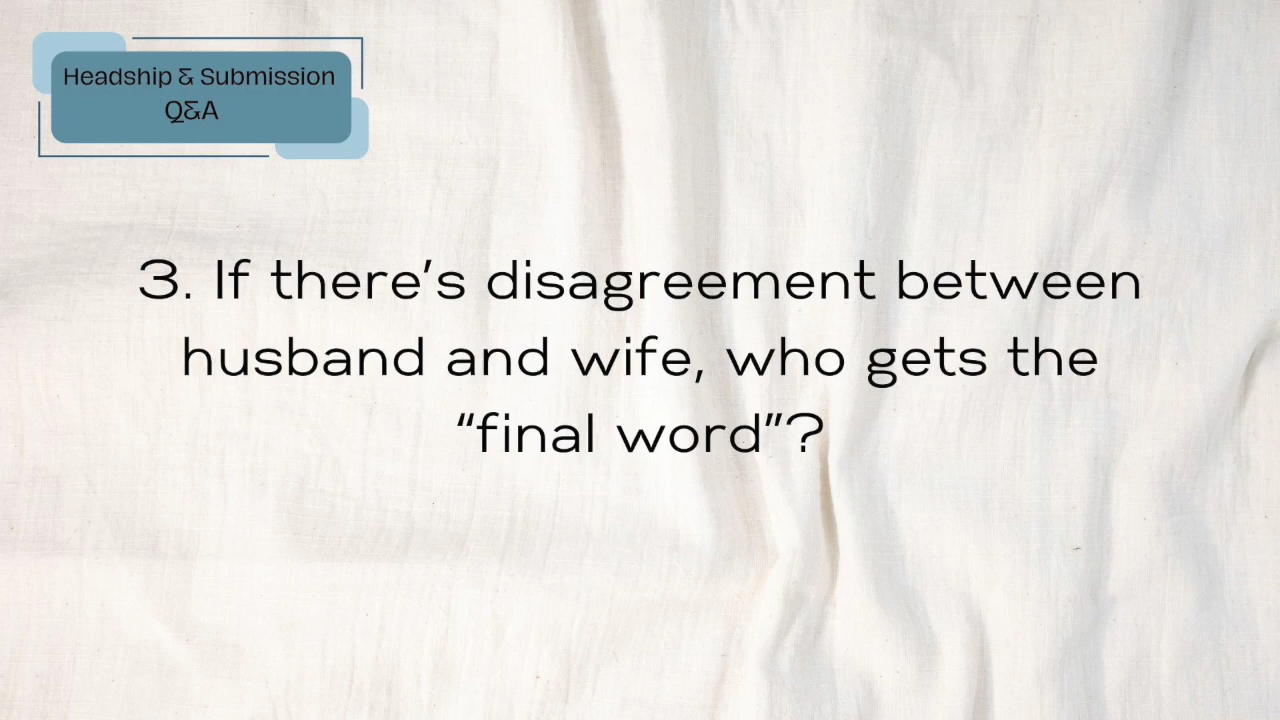 Headship & Submission
Q&A
3. If there’s disagreement between
husband and wife, who gets the
“final word”?